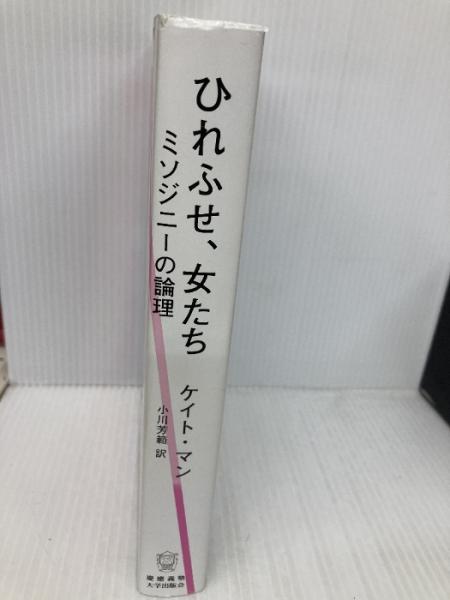 ひれふせ、女たち
ミソジニーの論理
ケイト・マン
小川芳範 訳
慶應義塾
大学出版会